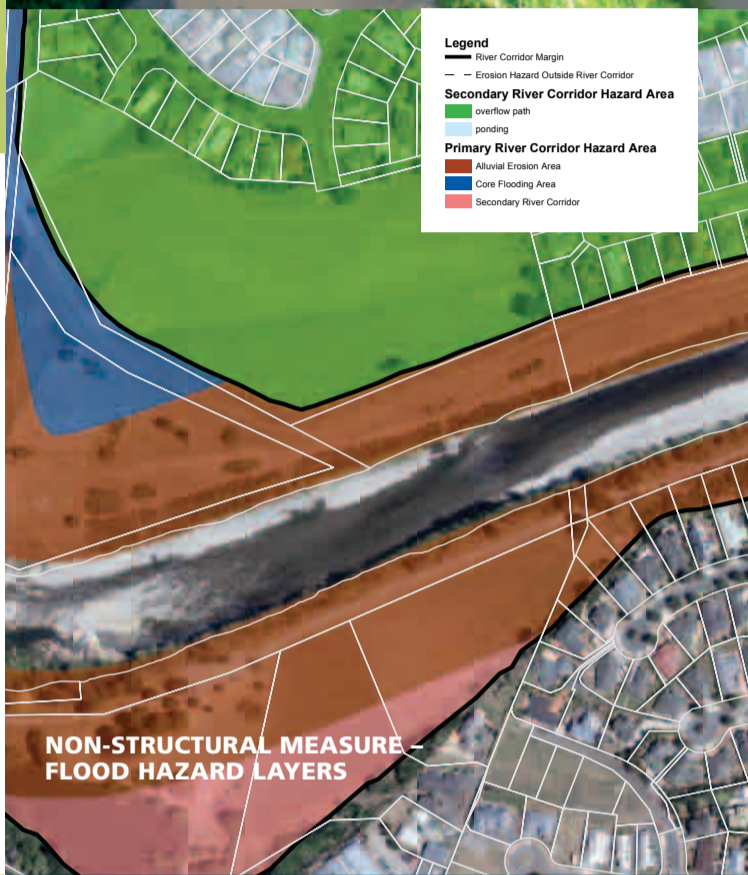 Legend
River Corridor Margin
Erosion Hazard Outside River Corridor
Secondary River Corridor Hazard Area
overflow path
ponding
Primary River Corridor Hazard Area
Alluvial Erosion Area
Core Flooding Area
Secondary River Corridor
NON-STRUCTURAL MEASURE –
FLOOD HAZARD LAYERS